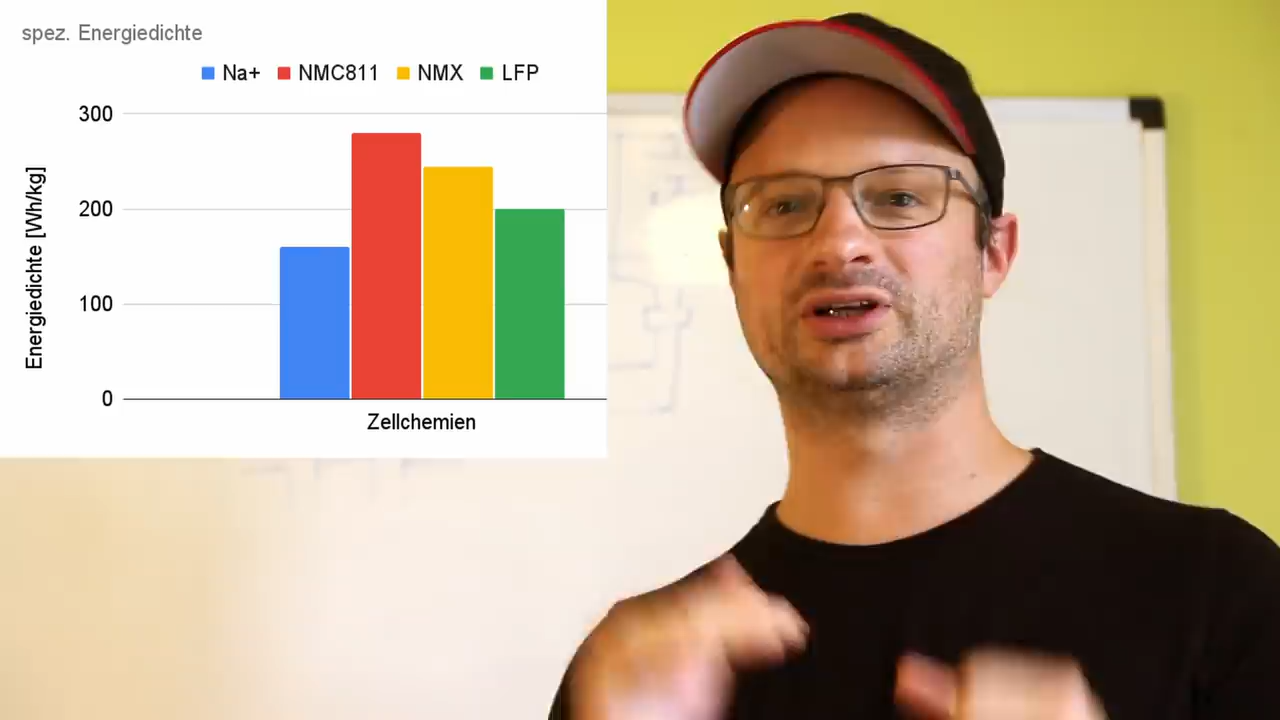 spez. Energiedichte
Na+ NMC811 NMX LFP
300
200
100
0
Energiedichte [Wh/kg]
Zellchemien